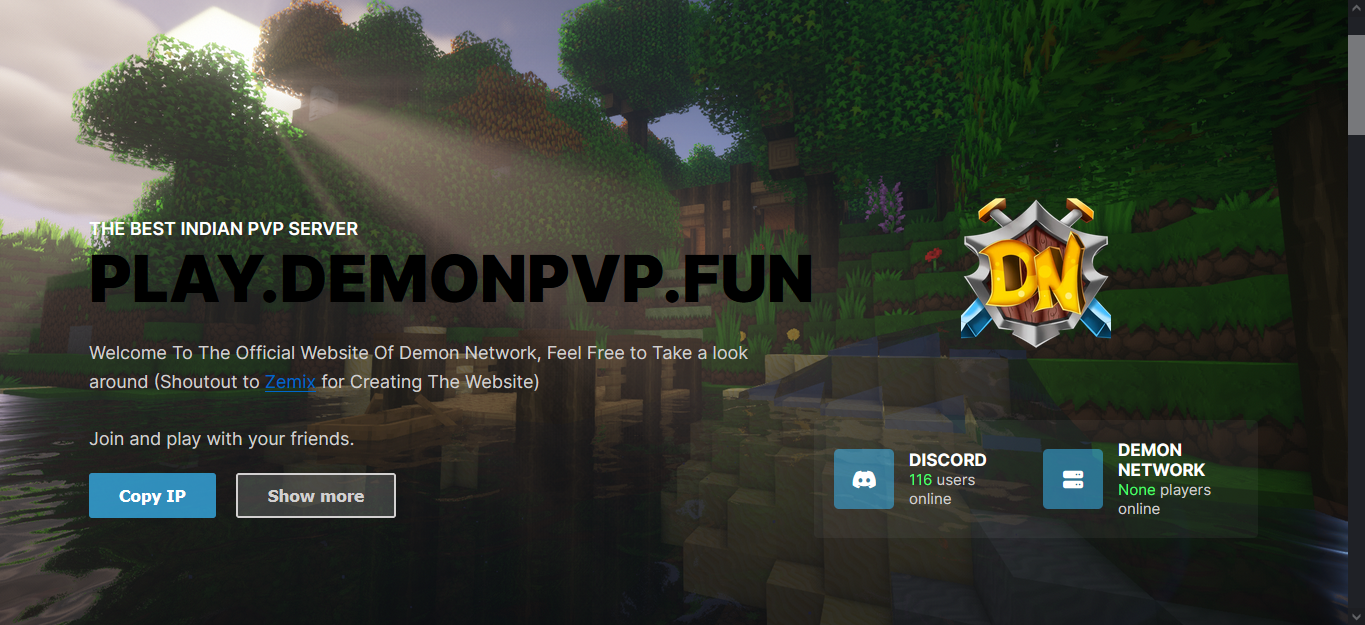 THE BEST INDIAN PVP SERVER
PLAY.DEMONPVP.FUN
Welcome To The Official Website Of Demon Network, Feel Free to Take a look
around (Shoutout to Zemix for Creating The Website)
Join and play with your friends.
Copy IP
Show more
DN
DISCORD
116 users
online
DEMON
NETWORK
None players
online